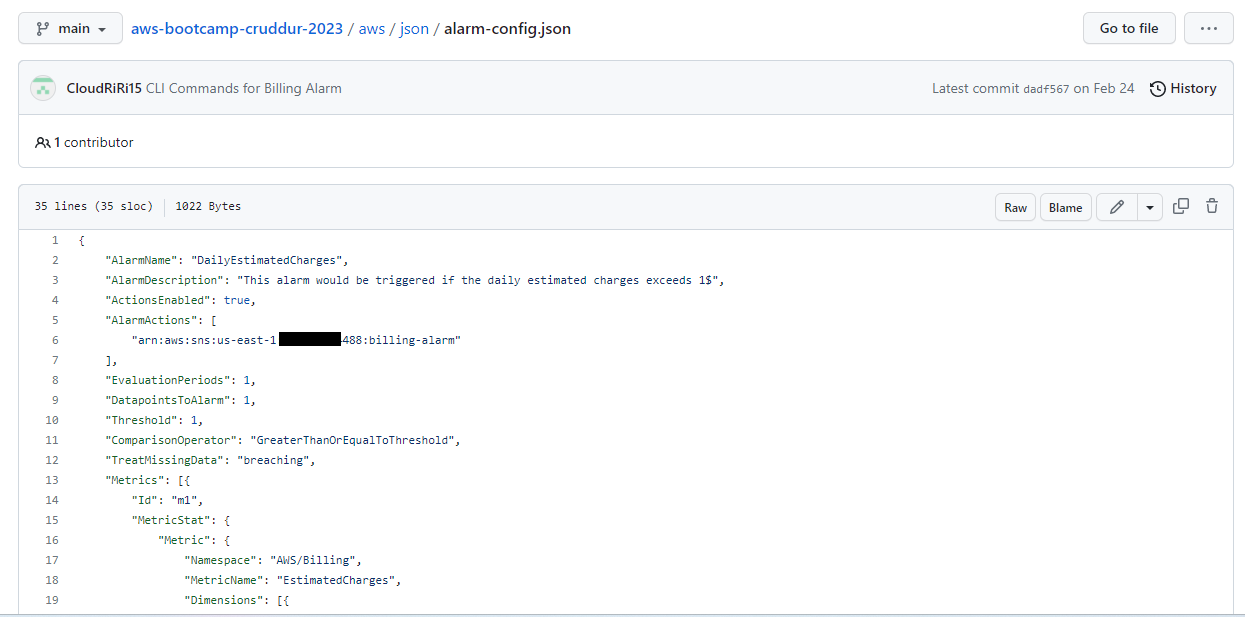 main
aws-bootcamp-cruddur-2023 / aws / json / alarm-config.json
Go to file
...
CloudRiRi15 CLI Commands for Billing Alarm
Latest commit dadf567 on Feb 24
History
1 contributor
35 lines (35 sloc) 1022 Bytes
Raw
Blame
1 {
2 "AlarmName": "DailyEstimatedCharges",
3 "AlarmDescription": "This alarm would be triggered if the daily estimated charges exceeds 1$",
4 "ActionsEnabled": true,
5 "AlarmActions": [
6 "arn:aws:sns:us-east-1 488:billing-alarm"
7 ],
8 "EvaluationPeriods": 1,
9 "DatapointsToAlarm": 1,
10 "Threshold": 1,
11 "ComparisonOperator": "GreaterThanOrEqualToThreshold",
12 "TreatMissingData": "breaching",
13 "Metrics": [{
14 "Id": "m1",
15 "MetricStat": {
16 "Metric": {
17 "Namespace": "AWS/Billing",
18 "MetricName": "EstimatedCharges",
19 "Dimensions": [{